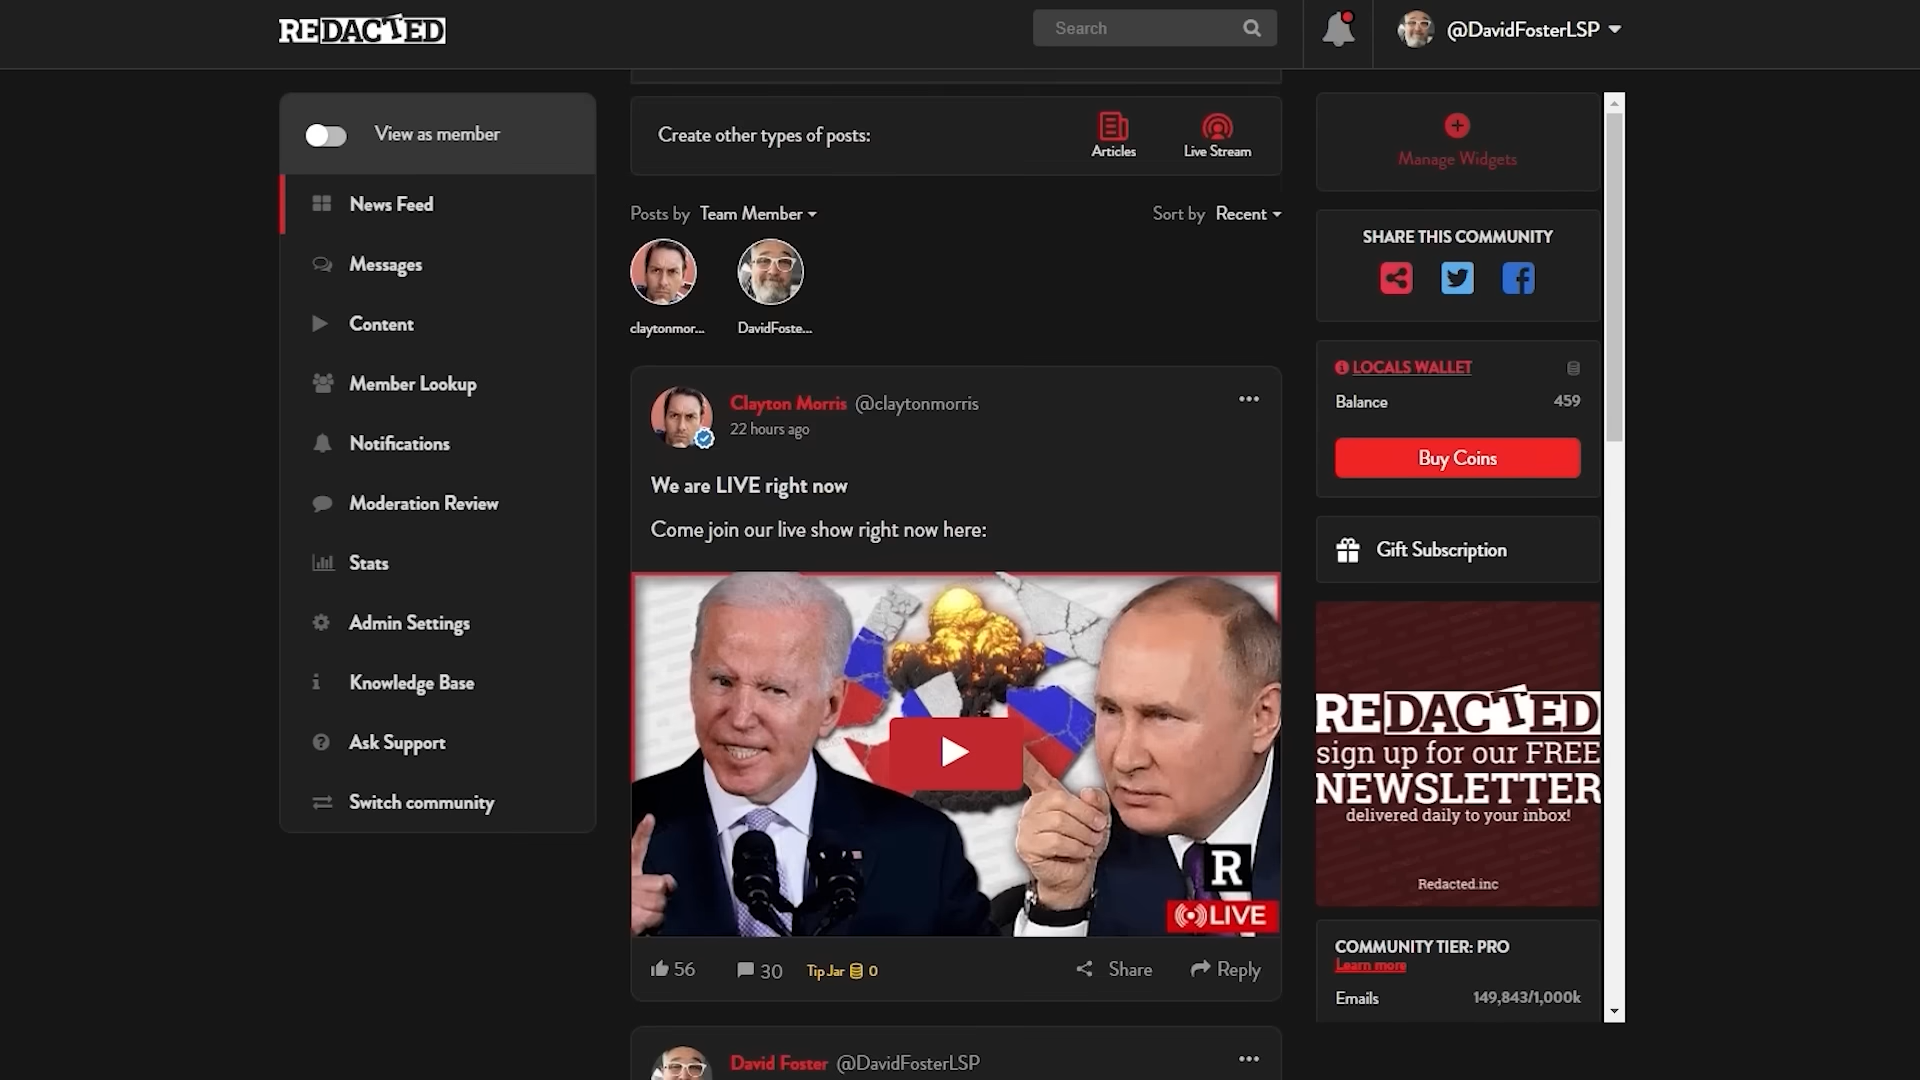 REDACTED
Search
@DavidFosterLSP
View as member
News Feed
Messages
Content
Member Lookup
Notifications
Moderation Review
Stats
Admin Settings
Knowledge Base
Ask Support
Switch community
Create other types of posts:
Articles
Live Stream
Posts by Team Member
Sort by Recent
claytonmor...
DavidFoste...
Clayton Morris @claytonmorris
22 hours ago
We are LIVE right now
Come join our live show right now here:
R
LIVE
56
30
Tip Jar 0
Share
Reply
David Foster @DavidFosterLSP
Manage Widgets
SHARE THIS COMMUNITY
LOCALS WALLET
Balance 459
Buy Coins
Gift Subscription
REDACTED
sign up for our FREE
NEWSLETTER
delivered daily to your inbox!
Redacted.inc
COMMUNITY TIER: PRO
Learn more
Emails 149,843/1,000k